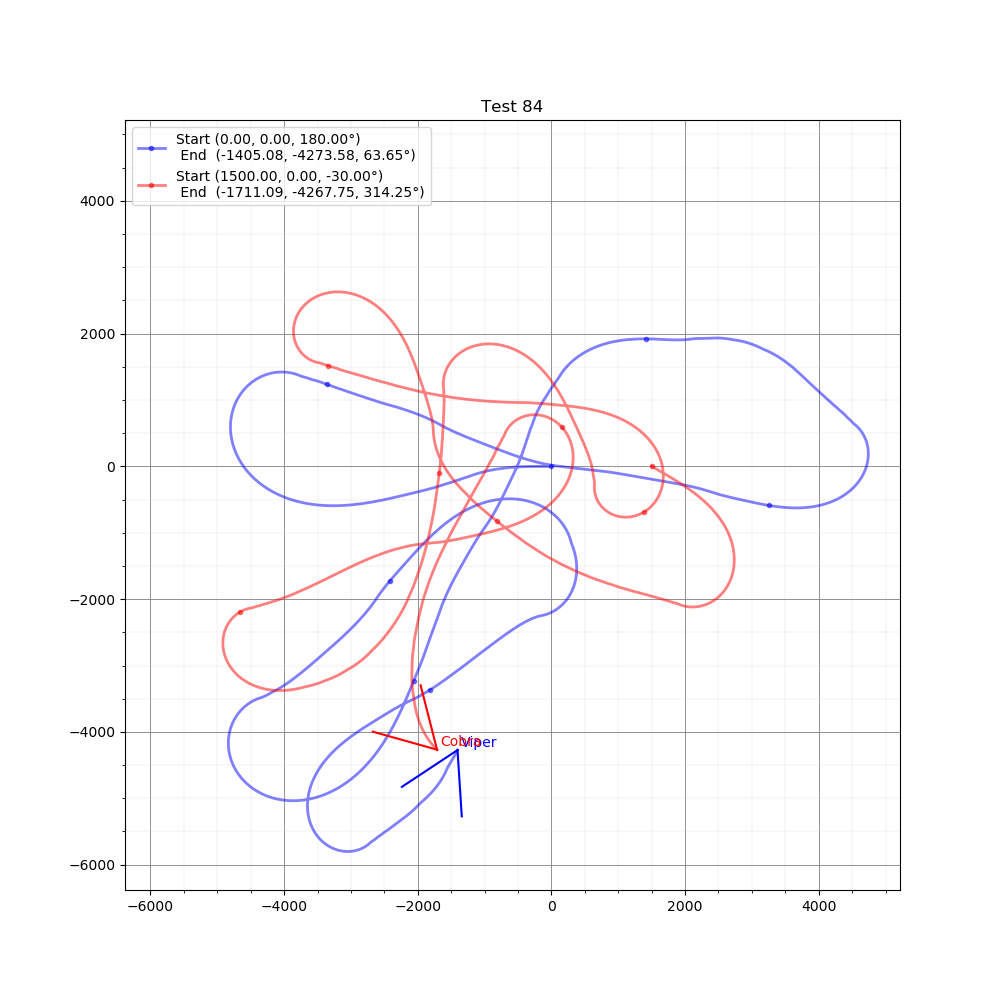 Test 84
Start (0.00, 0.00, 180.00°)
End (-1405.08, -4273.58, 63.65°)
Start (1500.00, 0.00, -30.00°)
End (-1711.09, -4267.75, 314.25°)
4000
2000
0
−2000
−4000
−6000
Cobra
Viper
−6000 −4000 −2000 0 2000 4000